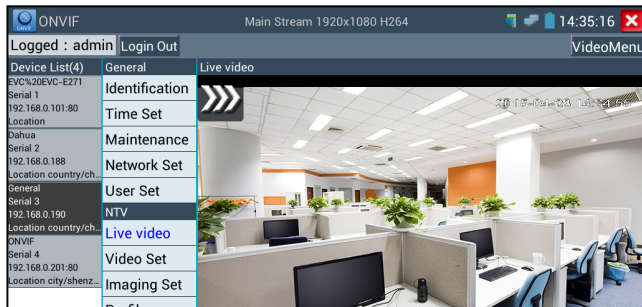 ONVIF
Main Stream 1920x1080 H264
14:35:16
Logged : admin
Login Out
VideoMenu
Device List(4)
General
Live video
EVC%20EVC-E271
Serial 1
192.168.0.101:80
Location
Dahua
Serial 2
192.168.0.188
Location country/ch...
General
Serial 3
192.168.0.190
Location country/ch...
ONVIF
Serial 4
192.168.0.201:80
Location city/shenz...
Identification
Time Set
Maintenance
Network Set
User Set
NTV
Live video
Video Set
Imaging Set